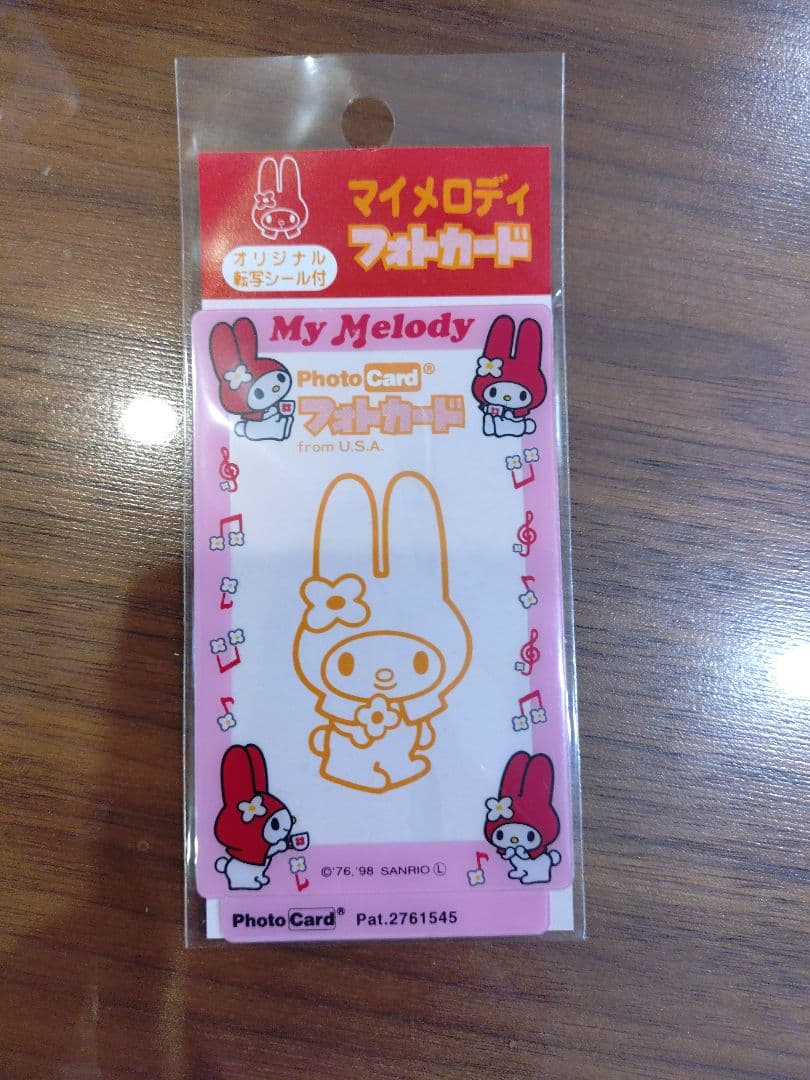 マイメロディ
フォトカード
オリジナル
転写シール付
My Melody
Photo Card®
フォトカード
from U.S.A.
©'76,'98 SANRIO Ⓛ
Photo Card® Pat.2761545